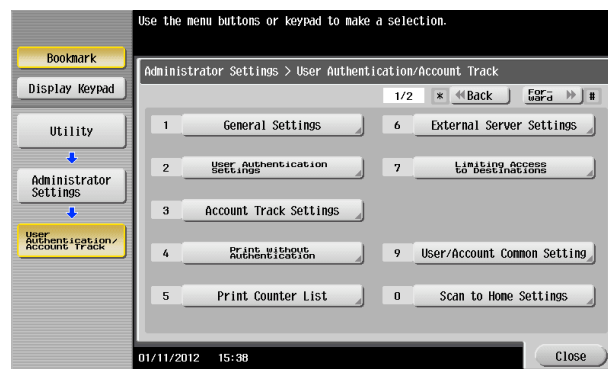 Use the menu buttons or keypad to make a selection.
Bookmark
Display Keypad
Utility
Administrator
Settings
User
Authentication/
Account Track
Administrator Settings > User Authentication/Account Track
1/2 * Back For-
ward #
1 General Settings
6 External Server Settings
2 User Authentication
Settings
7 Limiting Access
to Destinations
3 Account Track Settings
4 Print without
Authentication
9 User/Account Common Setting
5 Print Counter List
0 Scan to Home Settings
01/11/2012 15:38
Close